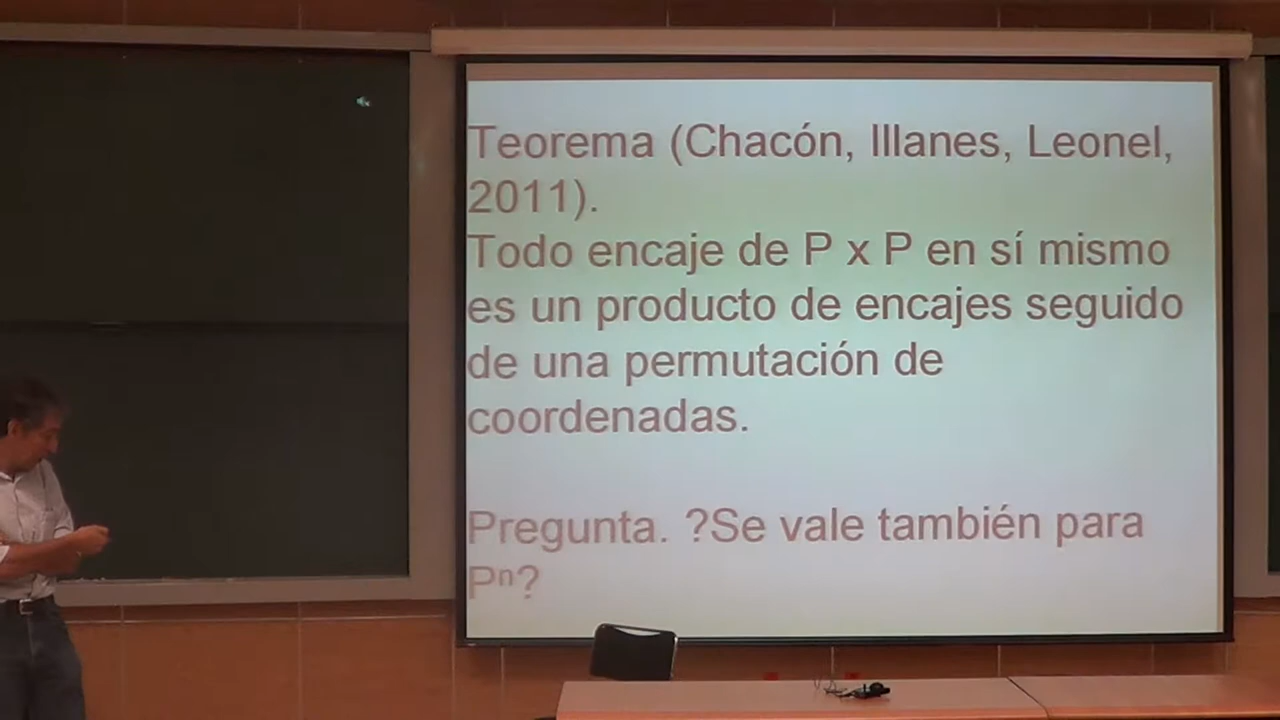 Teorema (Chacón, Illanes, Leonel,
2011).
Todo encaje de P x P en sí mismo
es un producto de encajes seguido
de una permutación de
coordenadas.
Pregunta. ?Se vale también para
Pⁿ?